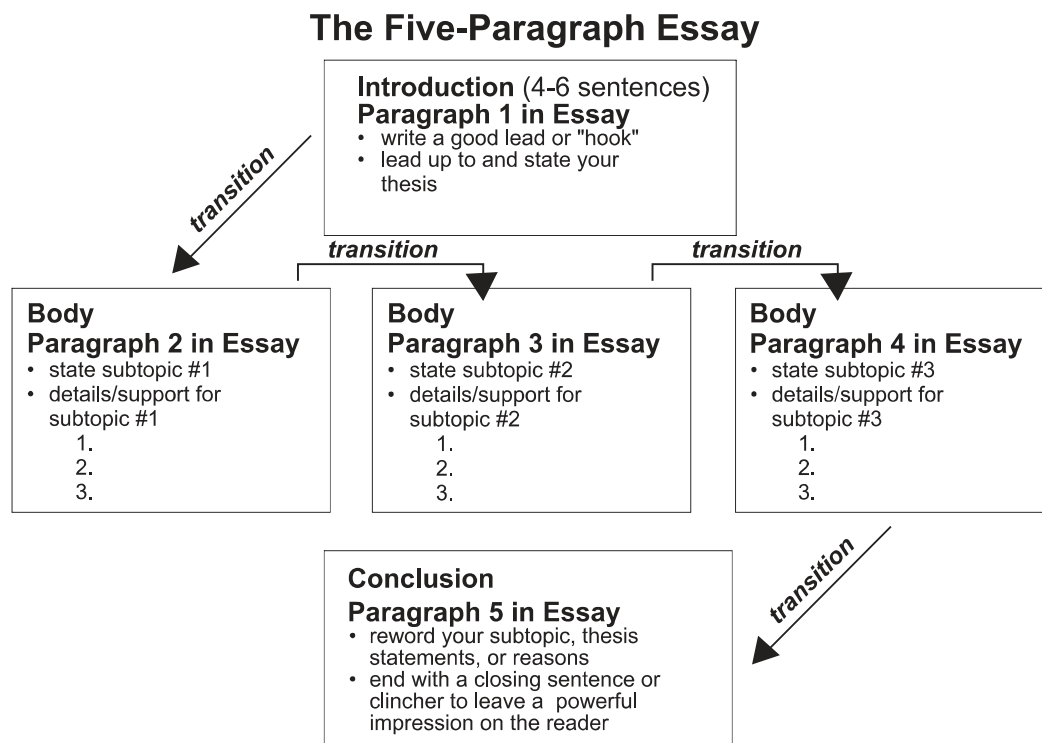 The Five-Paragraph Essay
Introduction (4-6 sentences)
Paragraph 1 in Essay
• write a good lead or "hook"
• lead up to and state your
thesis
transition
transition
transition
Body
Paragraph 2 in Essay
• state subtopic #1
• details/support for
subtopic #1
1.
2.
3.
Body
Paragraph 3 in Essay
• state subtopic #2
• details/support for
subtopic #2
1.
2.
3.
Body
Paragraph 4 in Essay
• state subtopic #3
• details/support for
subtopic #3
1.
2.
3.
transition
Conclusion
Paragraph 5 in Essay
• reword your subtopic, thesis
statements, or reasons
• end with a closing sentence or
clincher to leave a powerful
impression on the reader